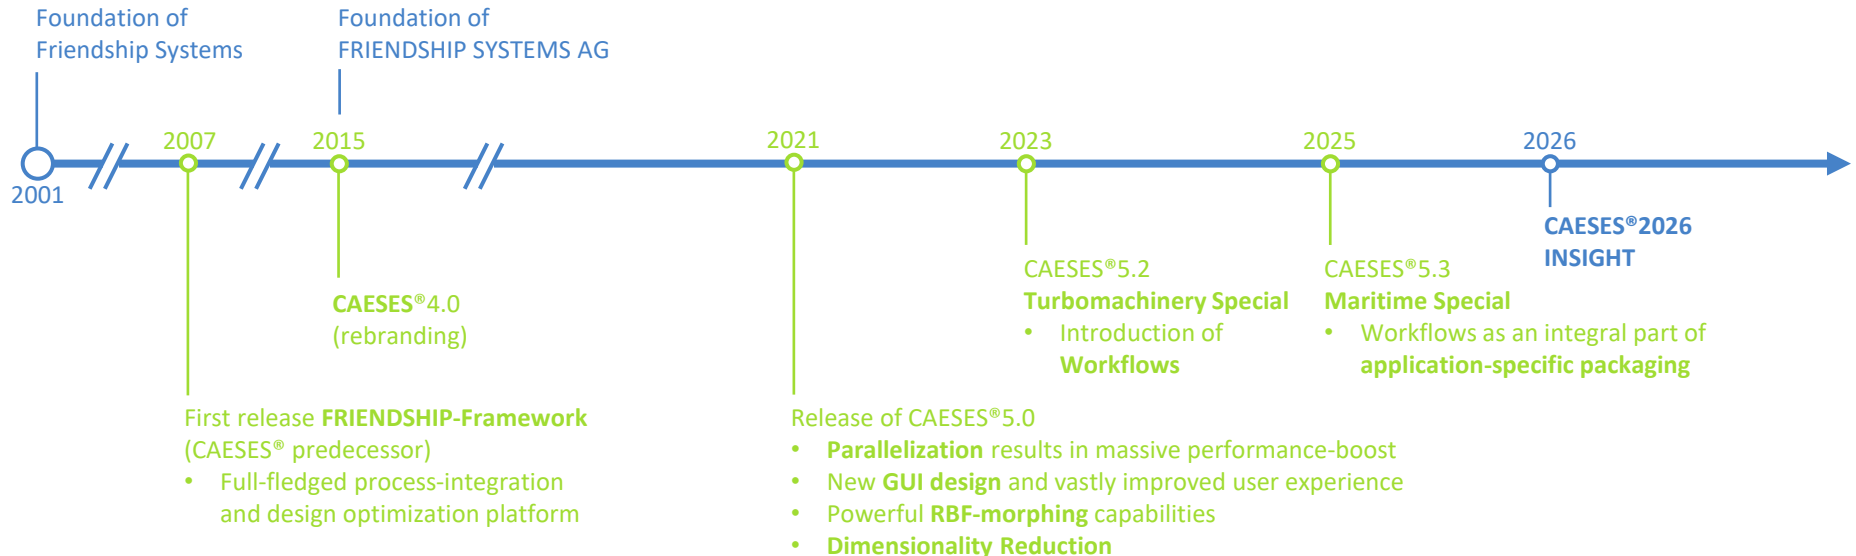 Foundation of
Friendship Systems
Foundation of
FRIENDSHIP SYSTEMS AG
2001
2007
2015
2021
2023
2025
2026
CAESES®2026
INSIGHT
CAESES®5.2
Turbomachinery Special
• Introduction of
Workflows
CAESES®5.3
Maritime Special
• Workflows as an integral part of
application-specific packaging
CAESES®4.0
(rebranding)
First release FRIENDSHIP-Framework
(CAESES® predecessor)
• Full-fledged process-integration
and design optimization platform
Release of CAESES®5.0
• Parallelization results in massive performance-boost
• New GUI design and vastly improved user experience
• Powerful RBF-morphing capabilities
• Dimensionality Reduction